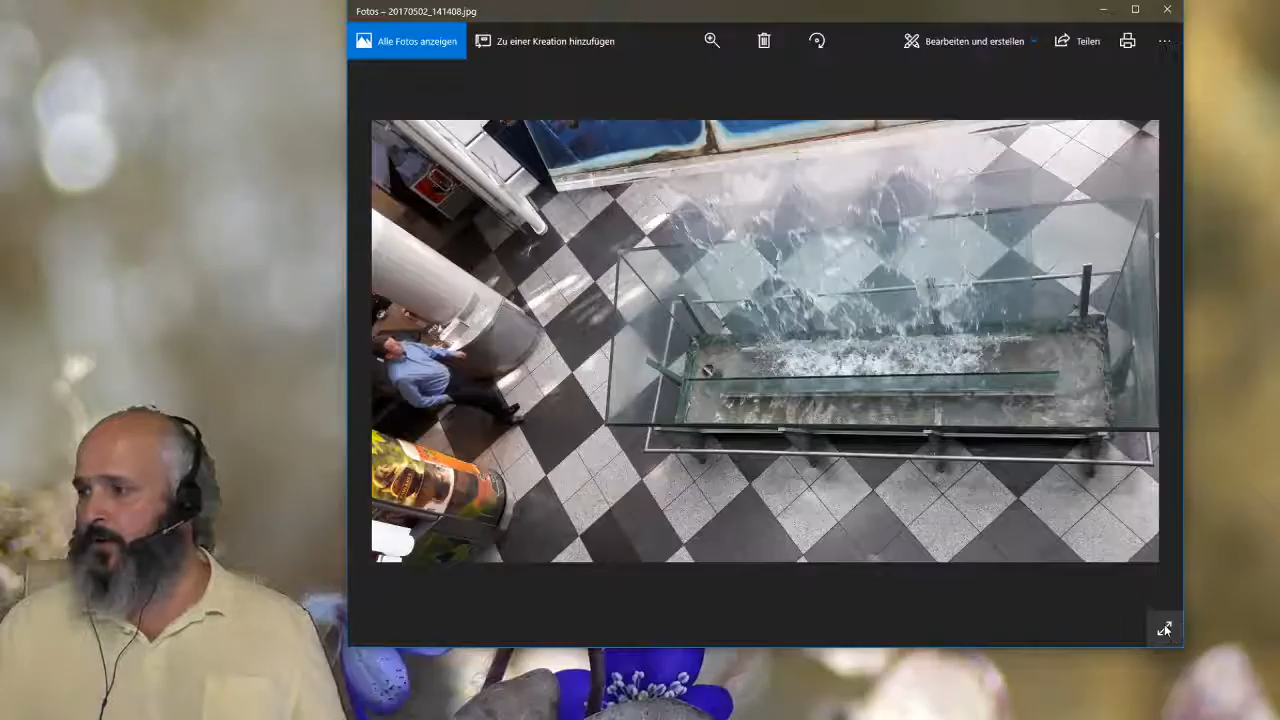 Fotos – 20170502_141408.jpg
Alle Fotos anzeigen
Zu einer Kreation hinzufügen
Bearbeiten und erstellen
Teilen